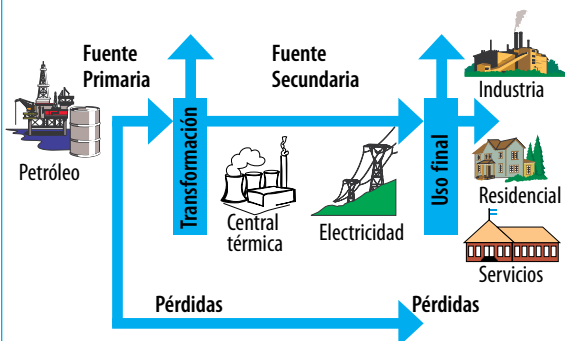 Fuente
Primaria
Fuente
Secundaria
Industria
Petróleo
Transformación
Central
térmica
Electricidad
Uso final
Residencial
Servicios
Pérdidas
Pérdidas